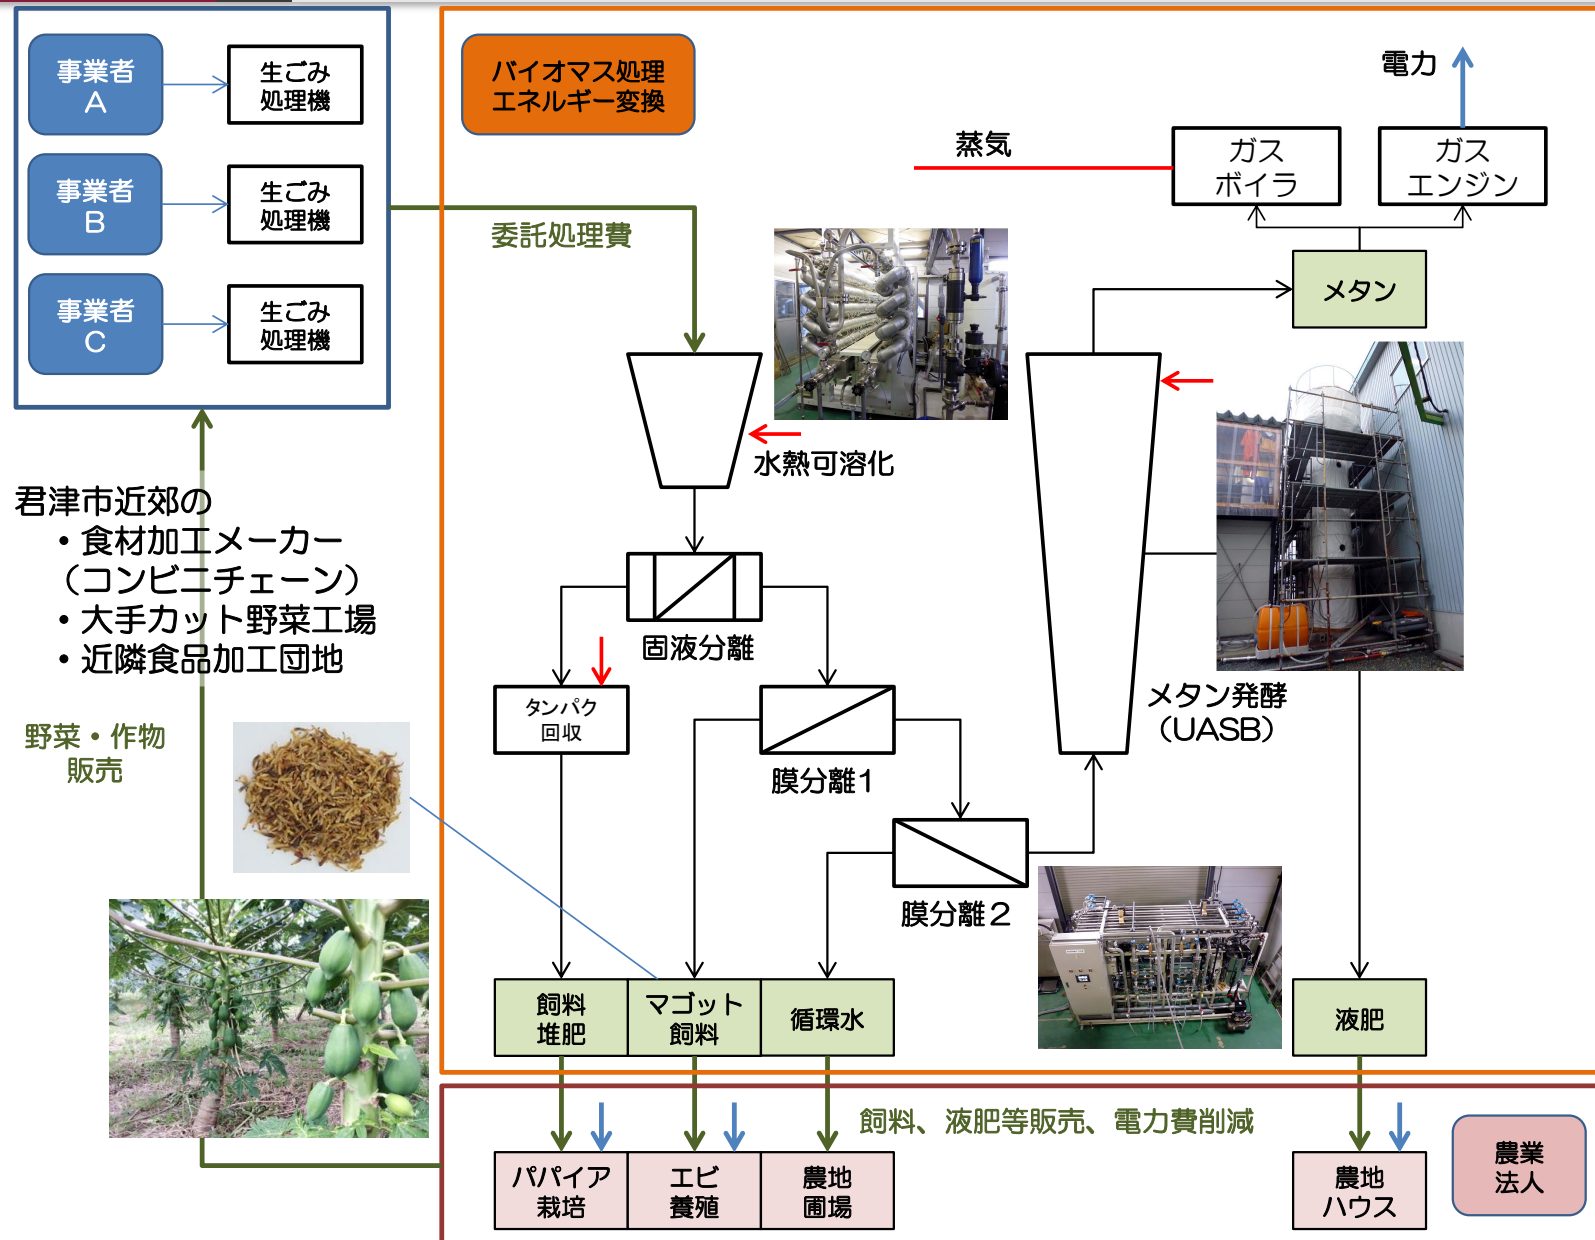 事業者
A
生ごみ
処理機
事業者
B
生ごみ
処理機
事業者
C
生ごみ
処理機
君津市近郊の
・食材加工メーカー
（コンビニチェーン）
・大手カット野菜工場
・近隣食品加工団地
野菜・作物
販売
バイオマス処理
エネルギー変換
委託処理費
蒸気
電力
ガス
ボイラ
ガス
エンジン
メタン
水熱可溶化
固液分離
タンパク
回収
膜分離1
膜分離2
メタン発酵
（UASB）
飼料
堆肥
マゴット
飼料
循環水
液肥
飼料、液肥等販売、電力費削減
パパイア
栽培
エビ
養殖
農地
圃場
農地
ハウス
農業
法人